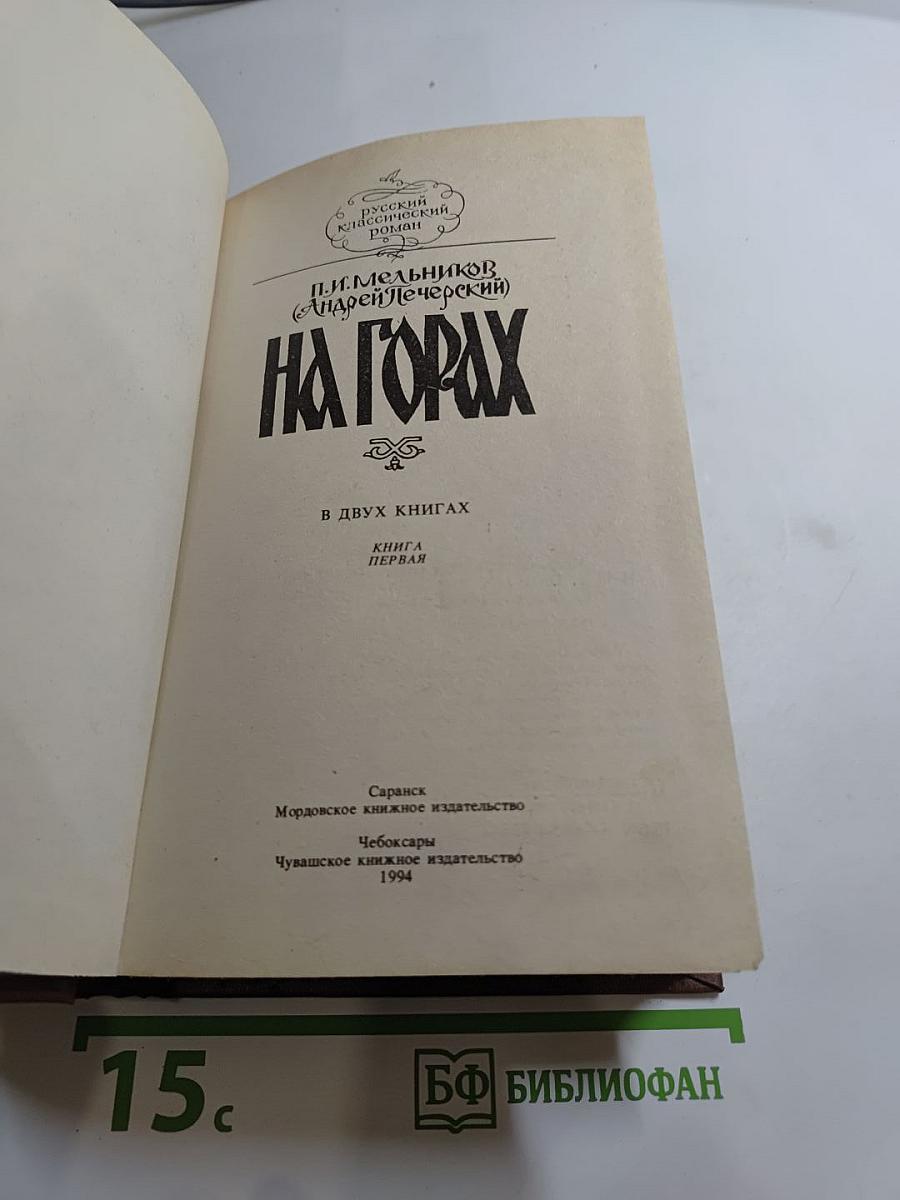 русский
классический
роман
П.И.Мельников
(Андрей Печерский)
НА ГОРАХ
В ДВУХ КНИГАХ
КНИГА
ПЕРВАЯ
Саранск
Мордовское книжное издательство
Чебоксары
Чувашское книжное издательство
1994
15 с
БФ БИБЛИОФАН